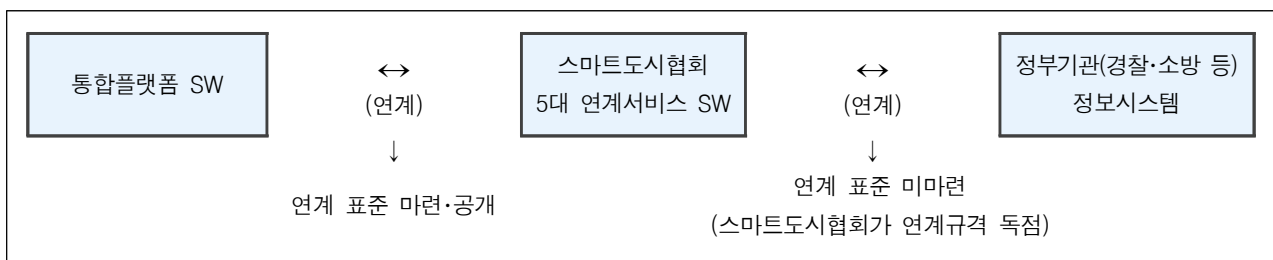 통합플랫폼 SW
↔
(연계)
↓
연계 표준 마련·공개
스마트도시협회
5대 연계서비스 SW
↔
(연계)
↓
연계 표준 미마련
(스마트도시협회가 연계규격 독점)
정부기관(경찰·소방 등)
정보시스템